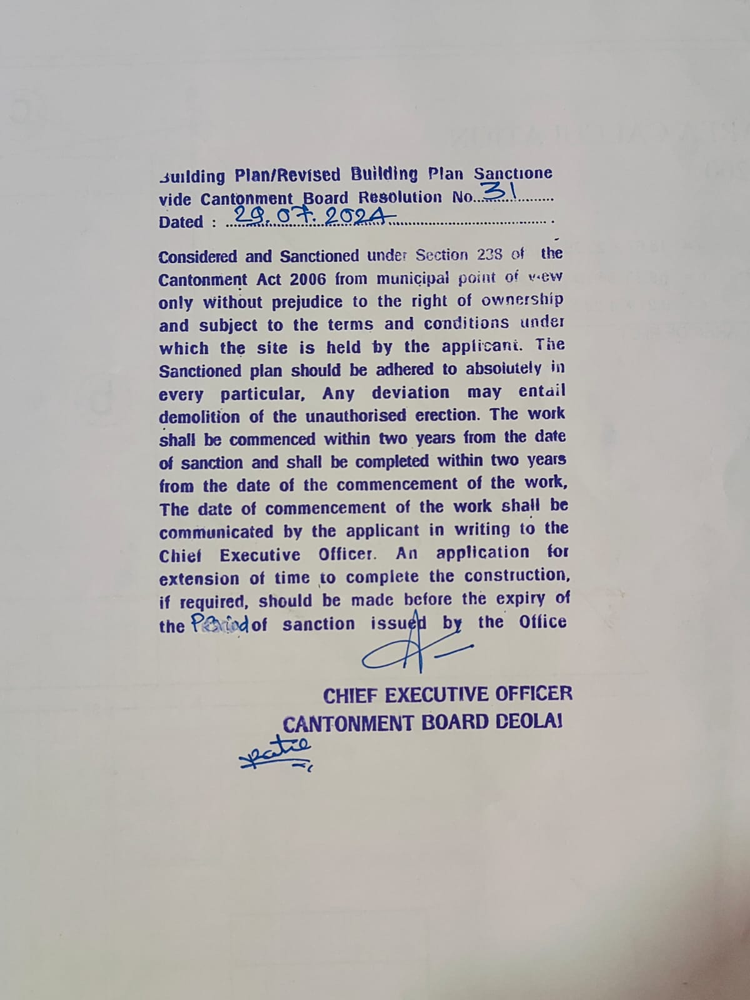 Building Plan/Revised Building Plan Sanctione
vide Cantonment Board Resolution No. 31
Dated : 29.07.2024
Considered and Sanctioned under Section 238 of the
Cantonment Act 2006 from municipal point of view
only without prejudice to the right of ownership
and subject to the terms and conditions under
which the site is held by the applicant. The
Sanctioned plan should be adhered to absolutely in
every particular, Any deviation may entail
demolition of the unauthorised erection. The work
shall be commenced within two years from the date
of sanction and shall be completed within two years
from the date of the commencement of the work,
The date of commencement of the work shall be
communicated by the applicant in writing to the
Chief Executive Officer. An application for
extension of time to complete the construction,
if required, should be made before the expiry of
the Period of sanction issued by the Office
CHIEF EXECUTIVE OFFICER
CANTONMENT BOARD DEOLALI